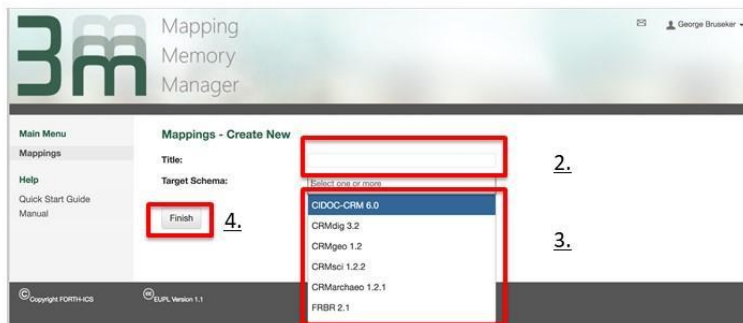 3m
Mapping
Memory
Manager
George Bruseker
Main Menu
Mappings
Help
Quick Start Guide
Manual
Mappings - Create New
Title:
2.
Target Schema:
Select one or more
CIDOC-CRM 6.0
CRMdig 3.2
CRMgeo 1.2
CRMsci 1.2.2
CRMarchaeo 1.2.1
FRBR 2.1
3.
Finish
4.
Copyright FORTH-ICS
EUPL Version 1.1